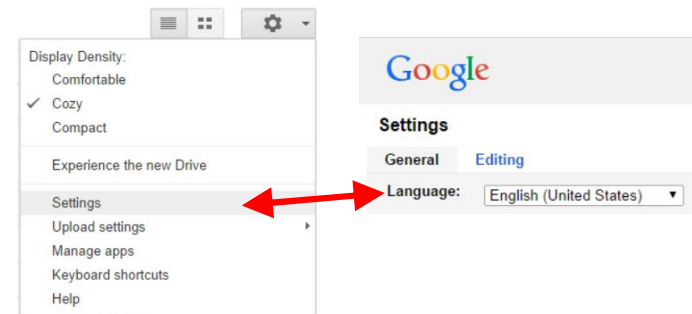 Display Density:
Comfortable
Cozy
Compact
Experience the new Drive
Settings
Upload settings
Manage apps
Keyboard shortcuts
Help
Google
Settings
General Editing
Language: English (United States)